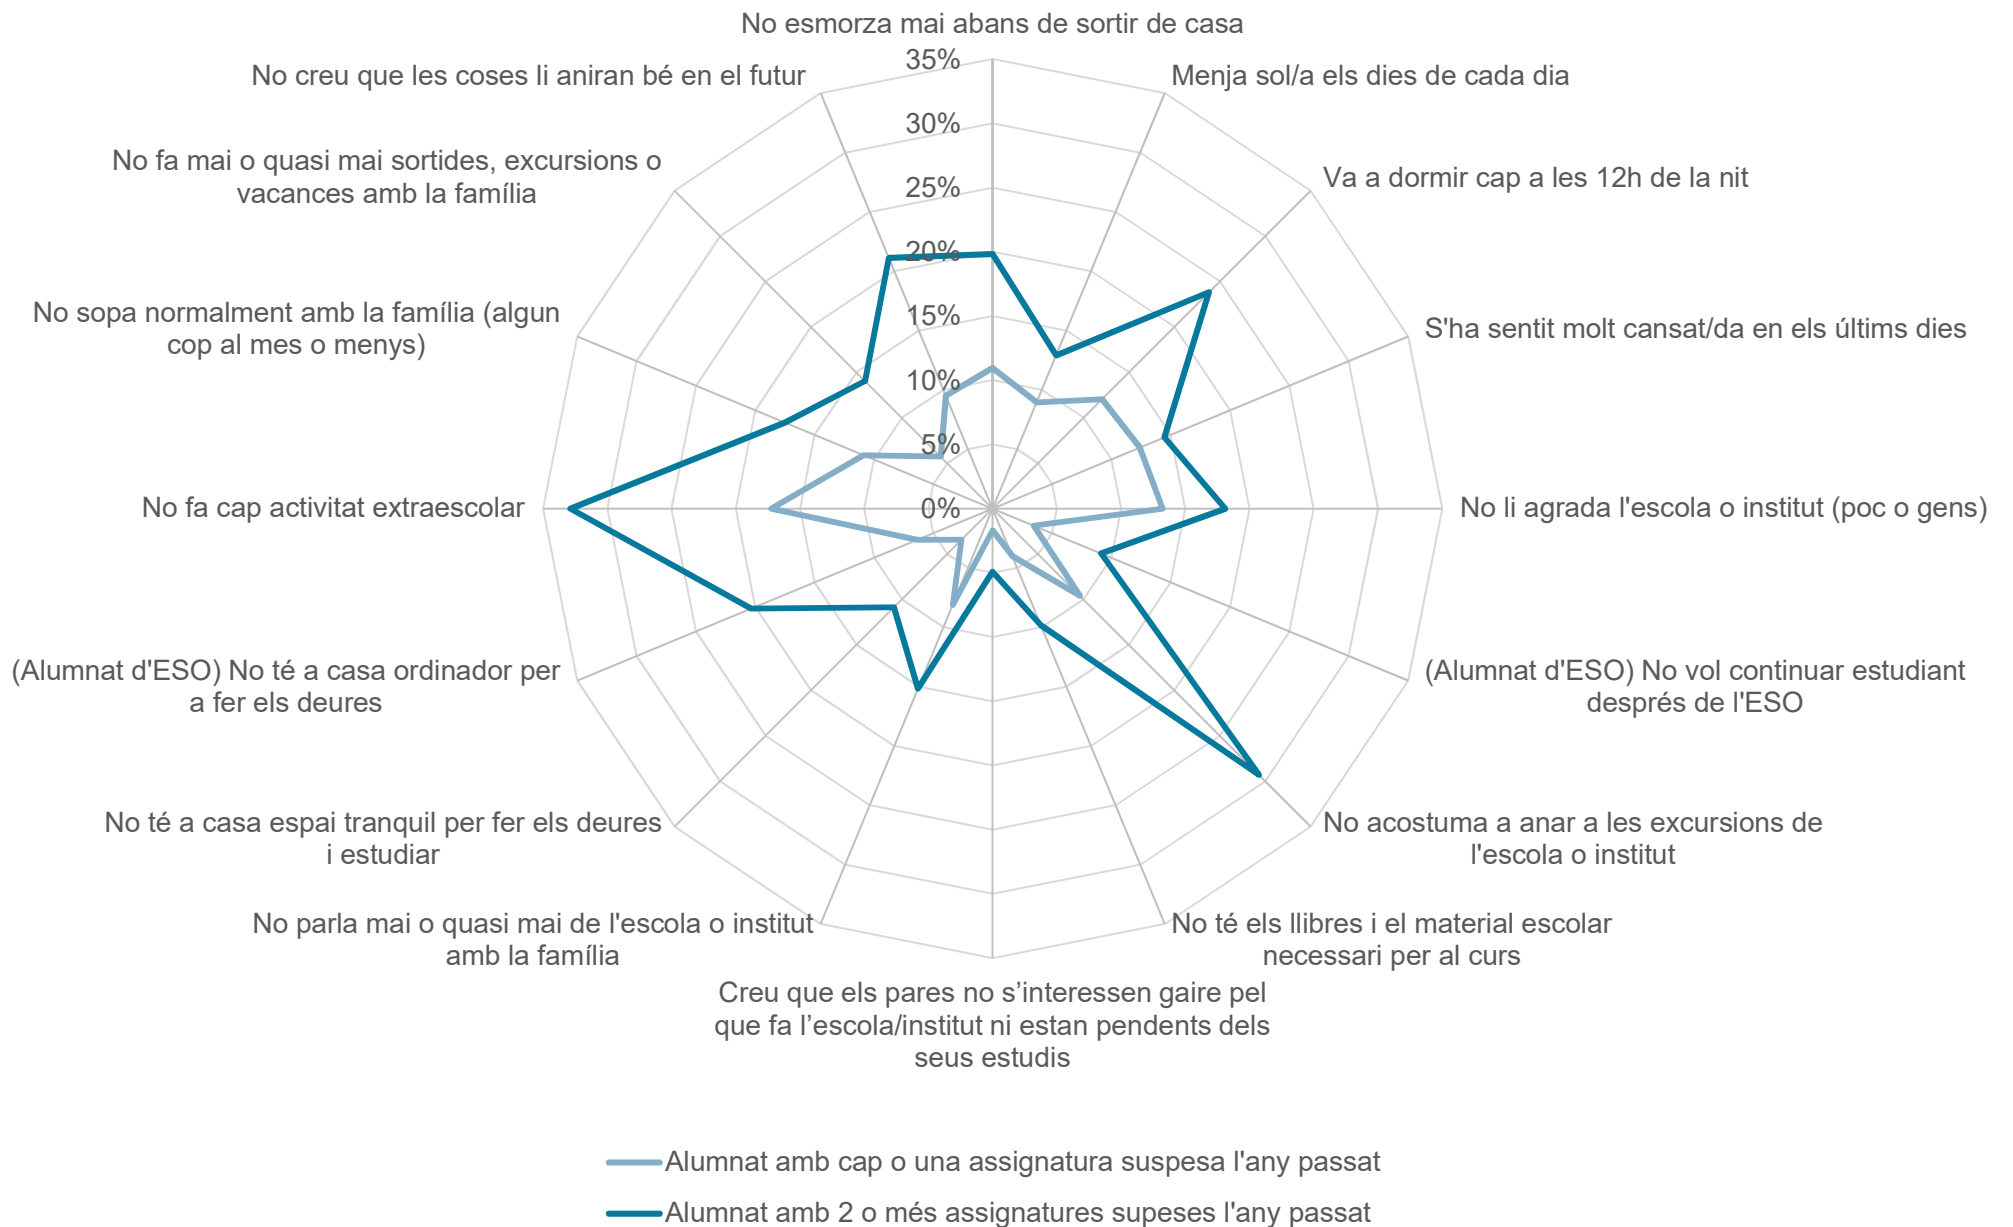 No esmorza mai abans de sortir de casa
Menja sol/a els dies de cada dia
Va a dormir cap a les 12h de la nit
S'ha sentit molt cansat/da en els últims dies
No li agrada l'escola o institut (poc o gens)
(Alumnat d'ESO) No vol continuar estudiant
després de l'ESO
No acostuma a anar a les excursions de
l'escola o institut
No té els llibres i el material escolar
necessari per al curs
Creu que els pares no s’interessen gaire pel
que fa l’escola/institut ni estan pendents dels
seus estudis
No parla mai o quasi mai de l'escola o institut
amb la família
No té a casa espai tranquil per fer els deures
i estudiar
(Alumnat d'ESO) No té a casa ordinador per
a fer els deures
No fa cap activitat extraescolar
No sopa normalment amb la família (algun
cop al mes o menys)
No fa mai o quasi mai sortides, excursions o
vacances amb la família
No creu que les coses li aniran bé en el futur
35%
30%
25%
20%
15%
10%
5%
0%
Alumnat amb cap o una assignatura suspesa l'any passat
Alumnat amb 2 o més assignatures supeses l'any passat